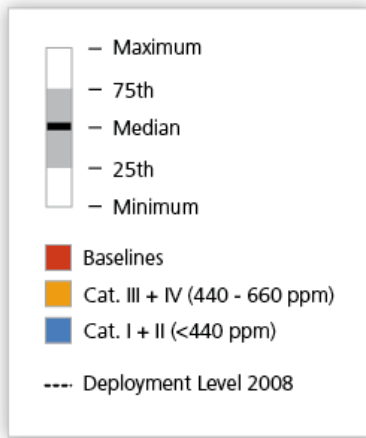 Maximum
75th
Median
25th
Minimum
Baselines
Cat. III + IV (440 - 660 ppm)
Cat. I + II (<440 ppm)
Deployment Level 2008